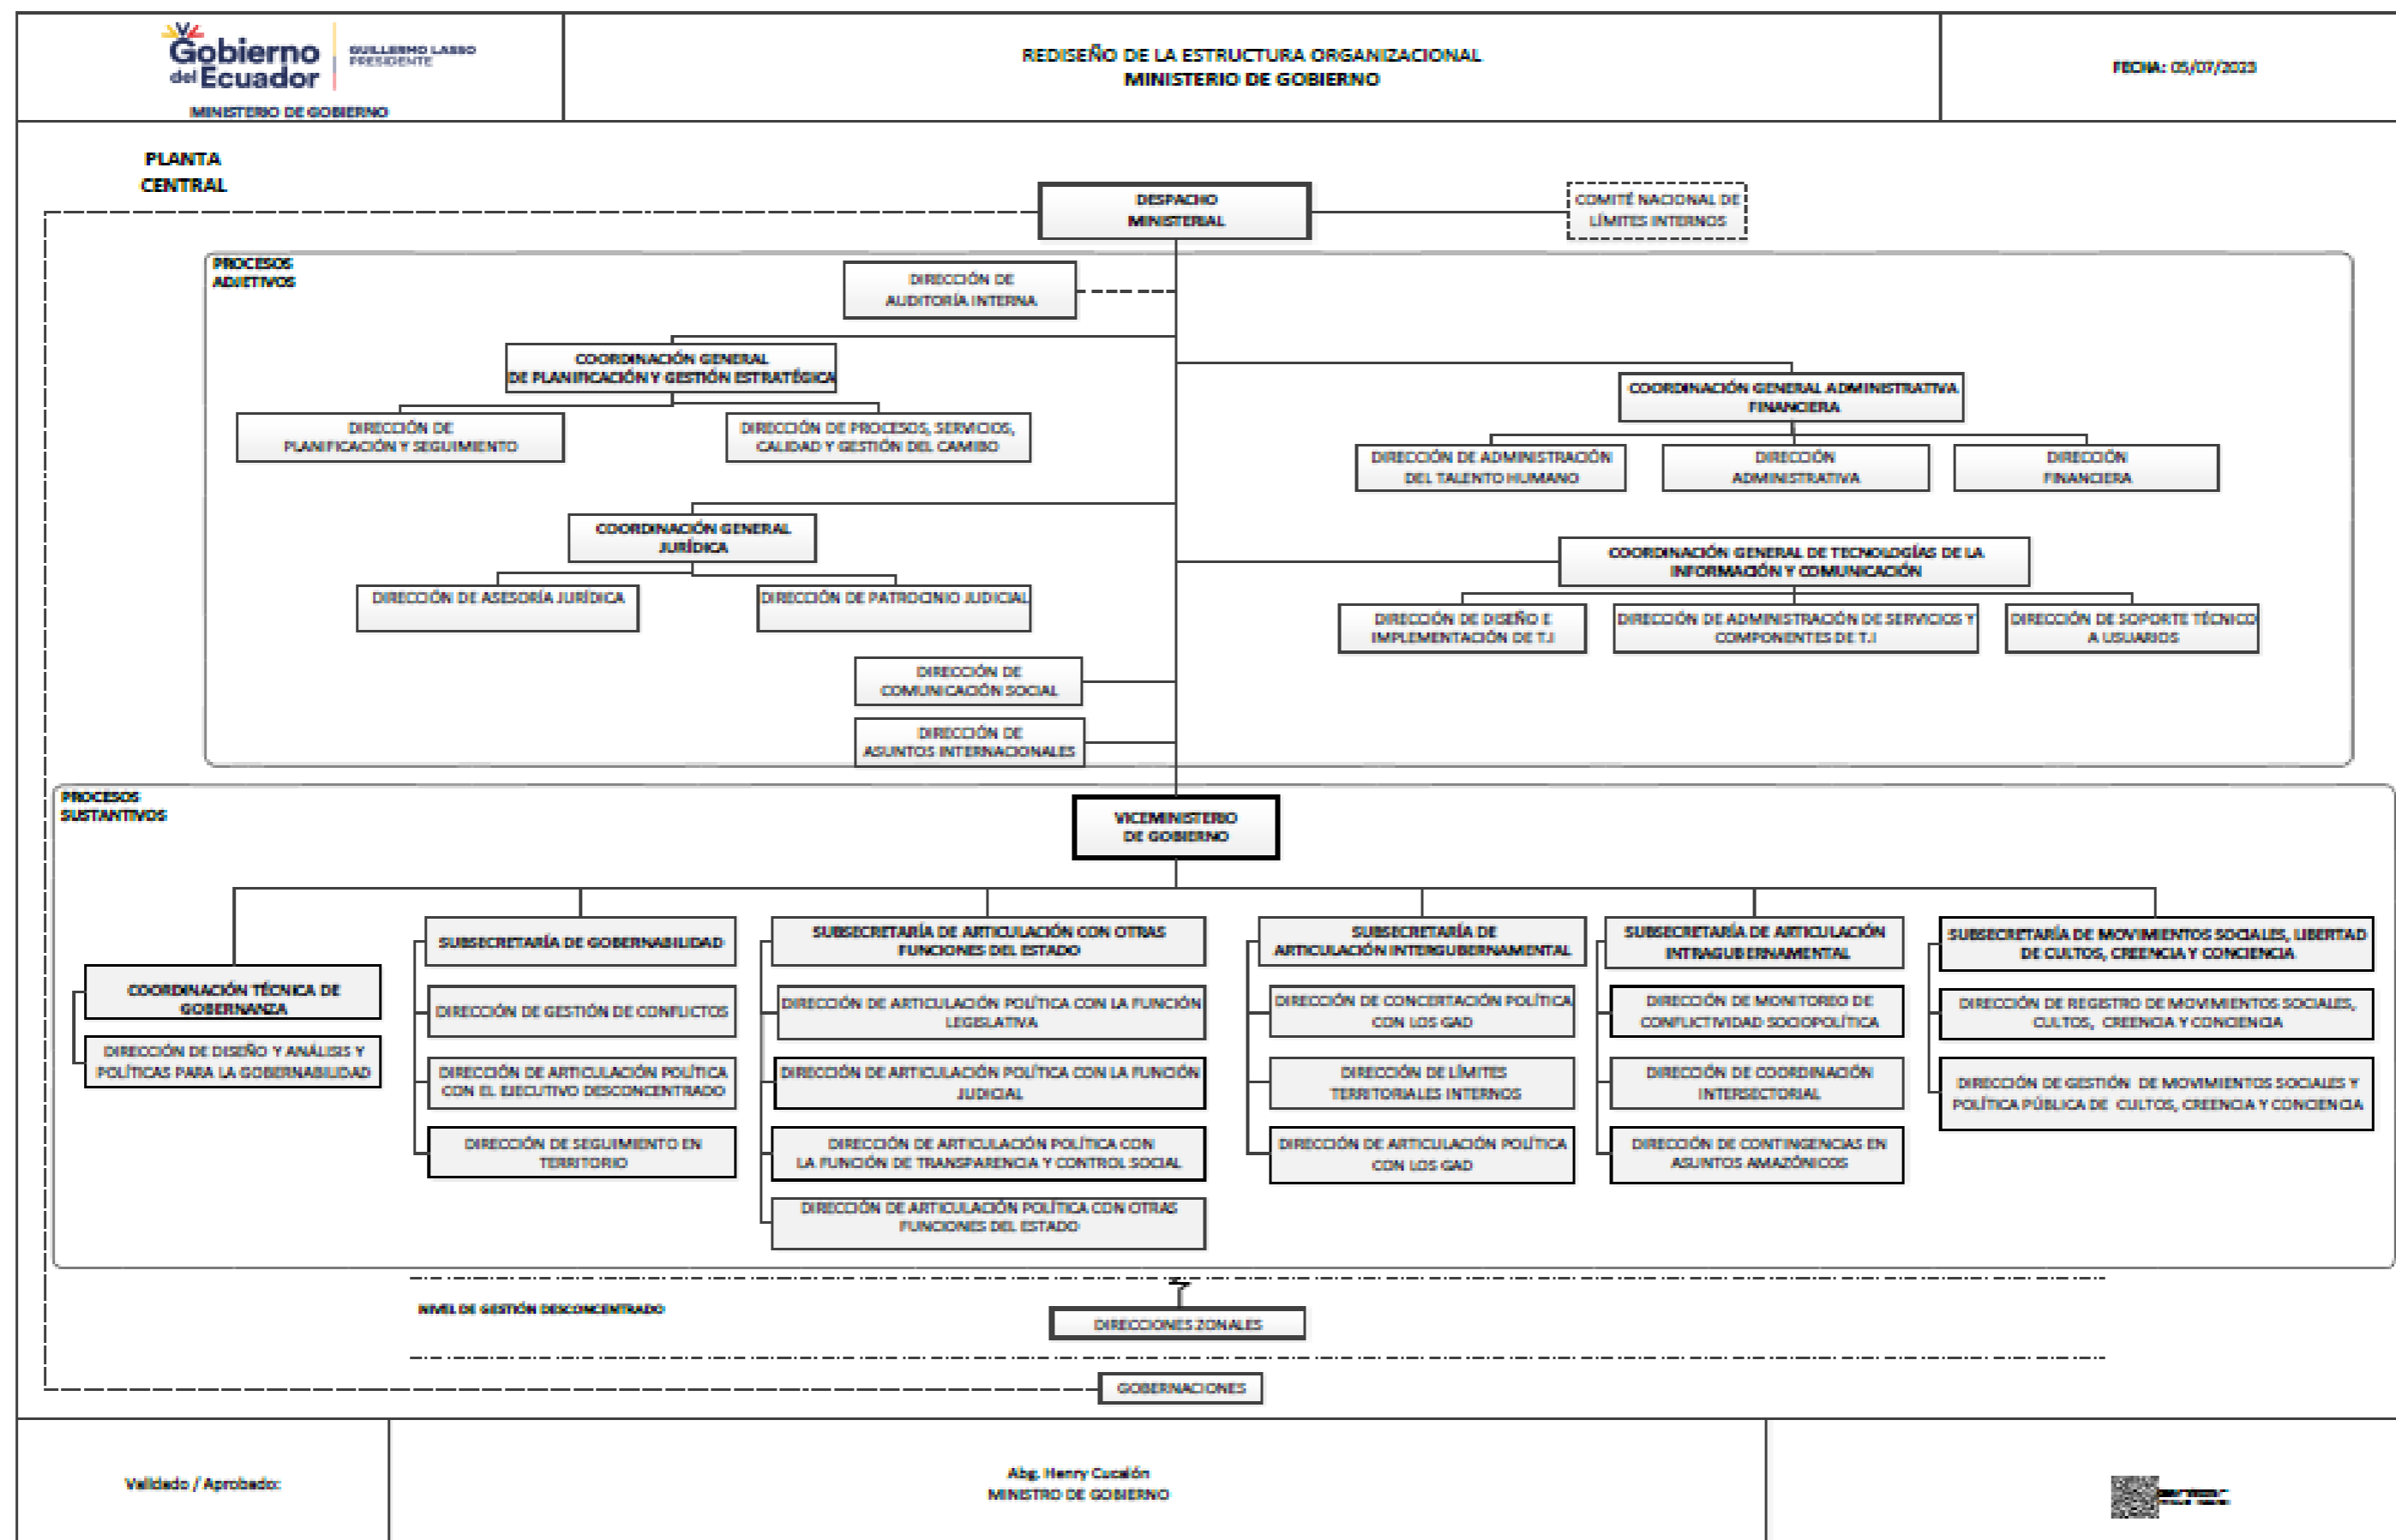 Gobierno
del Ecuador
GUILLERMO LASSO
PRESIDENTE
MINISTERIO DE GOBIERNO
REDISEÑO DE LA ESTRUCTURA ORGANIZACIONAL
MINISTERIO DE GOBIERNO
FECHA: 05/07/2023
PLANTA
CENTRAL
DESPACHO
MINISTERIAL
COMITÉ NACIONAL DE
LÍMITES INTERNOS
PROCESOS
ADJETIVOS
DIRECCIÓN DE
AUDITORÍA INTERNA
COORDINACIÓN GENERAL
DE PLANIFICACIÓN Y GESTIÓN ESTRATÉGICA
DIRECCIÓN DE
PLANIFICACIÓN Y SEGUIMIENTO
DIRECCIÓN DE PROCESOS, SERVICIOS,
CALIDAD Y GESTIÓN DEL CAMIBO
COORDINACIÓN GENERAL ADMINISTRATIVA
FINANCIERA
DIRECCIÓN DE ADMINISTRACIÓN
DEL TALENTO HUMANO
DIRECCIÓN
ADMINISTRATIVA
DIRECCIÓN
FINANCIERA
COORDINACIÓN GENERAL
JURÍDICA
DIRECCIÓN DE ASESORÍA JURÍDICA
DIRECCIÓN DE PATROCINIO JUDICIAL
COORDINACIÓN GENERAL DE TECNOLOGÍAS DE LA
INFORMACIÓN Y COMUNICACIÓN
DIRECCIÓN DE DISEÑO E
IMPLEMENTACIÓN DE T.I
DIRECCIÓN DE ADMINISTRACIÓN DE SERVICIOS Y
COMPONENTES DE T.I
DIRECCIÓN DE SOPORTE TÉCNICO
A USUARIOS
DIRECCIÓN DE
COMUNICACIÓN SOCIAL
DIRECCIÓN DE
ASUNTOS INTERNACIONALES
PROCESOS
SUSTANTIVOS
VICEMINISTERIO
DE GOBIERNO
COORDINACIÓN TÉCNICA DE
GOBERNANZA
DIRECCIÓN DE DISEÑO Y ANÁLISIS Y
POLÍTICAS PARA LA GOBERNABILIDAD
SUBSECRETARÍA DE GOBERNABILIDAD
DIRECCIÓN DE GESTIÓN DE CONFLICTOS
DIRECCIÓN DE ARTICULACIÓN POLÍTICA
CON EL EJECUTIVO DESCONCENTRADO
DIRECCIÓN DE SEGUIMIENTO EN
TERRITORIO
SUBSECRETARÍA DE ARTICULACIÓN CON OTRAS
FUNCIONES DEL ESTADO
DIRECCIÓN DE ARTICULACIÓN POLÍTICA CON LA FUNCIÓN
LEGISLATIVA
DIRECCIÓN DE ARTICULACIÓN POLÍTICA CON LA FUNCIÓN
JUDICIAL
DIRECCIÓN DE ARTICULACIÓN POLÍTICA CON
LA FUNCIÓN DE TRANSPARENCIA Y CONTROL SOCIAL
DIRECCIÓN DE ARTICULACIÓN POLÍTICA CON OTRAS
FUNCIONES DEL ESTADO
SUBSECRETARÍA DE
ARTICULACIÓN INTERGUBERNAMENTAL
DIRECCIÓN DE CONCERTACIÓN POLÍTICA
CON LOS GAD
DIRECCIÓN DE LÍMITES
TERRITORIALES INTERNOS
DIRECCIÓN DE ARTICULACIÓN POLÍTICA
CON LOS GAD
SUBSECRETARÍA DE ARTICULACIÓN
INTRAGUBERNAMENTAL
DIRECCIÓN DE MONITOREO DE
CONFLICTIVIDAD SOCIOPOLÍTICA
DIRECCIÓN DE COORDINACIÓN
INTERSECTORIAL
DIRECCIÓN DE CONTINGENCIAS EN
ASUNTOS AMAZÓNICOS
SUBSECRETARÍA DE MOVIMIENTOS SOCIALES, LIBERTAD
DE CULTOS, CREENCIA Y CONCIENCIA
DIRECCIÓN DE REGISTRO DE MOVIMIENTOS SOCIALES,
CULTOS, CREENCIA Y CONCIENCIA
DIRECCIÓN DE GESTIÓN DE MOVIMIENTOS SOCIALES Y
POLÍTICA PÚBLICA DE CULTOS, CREENCIA Y CONCIENCIA
NIVEL DE GESTIÓN DESCONCENTRADO
DIRECCIONES ZONALES
GOBERNACIONES
Validado / Aprobado:
Abg. Henry Cucalón
MINISTRO DE GOBIERNO